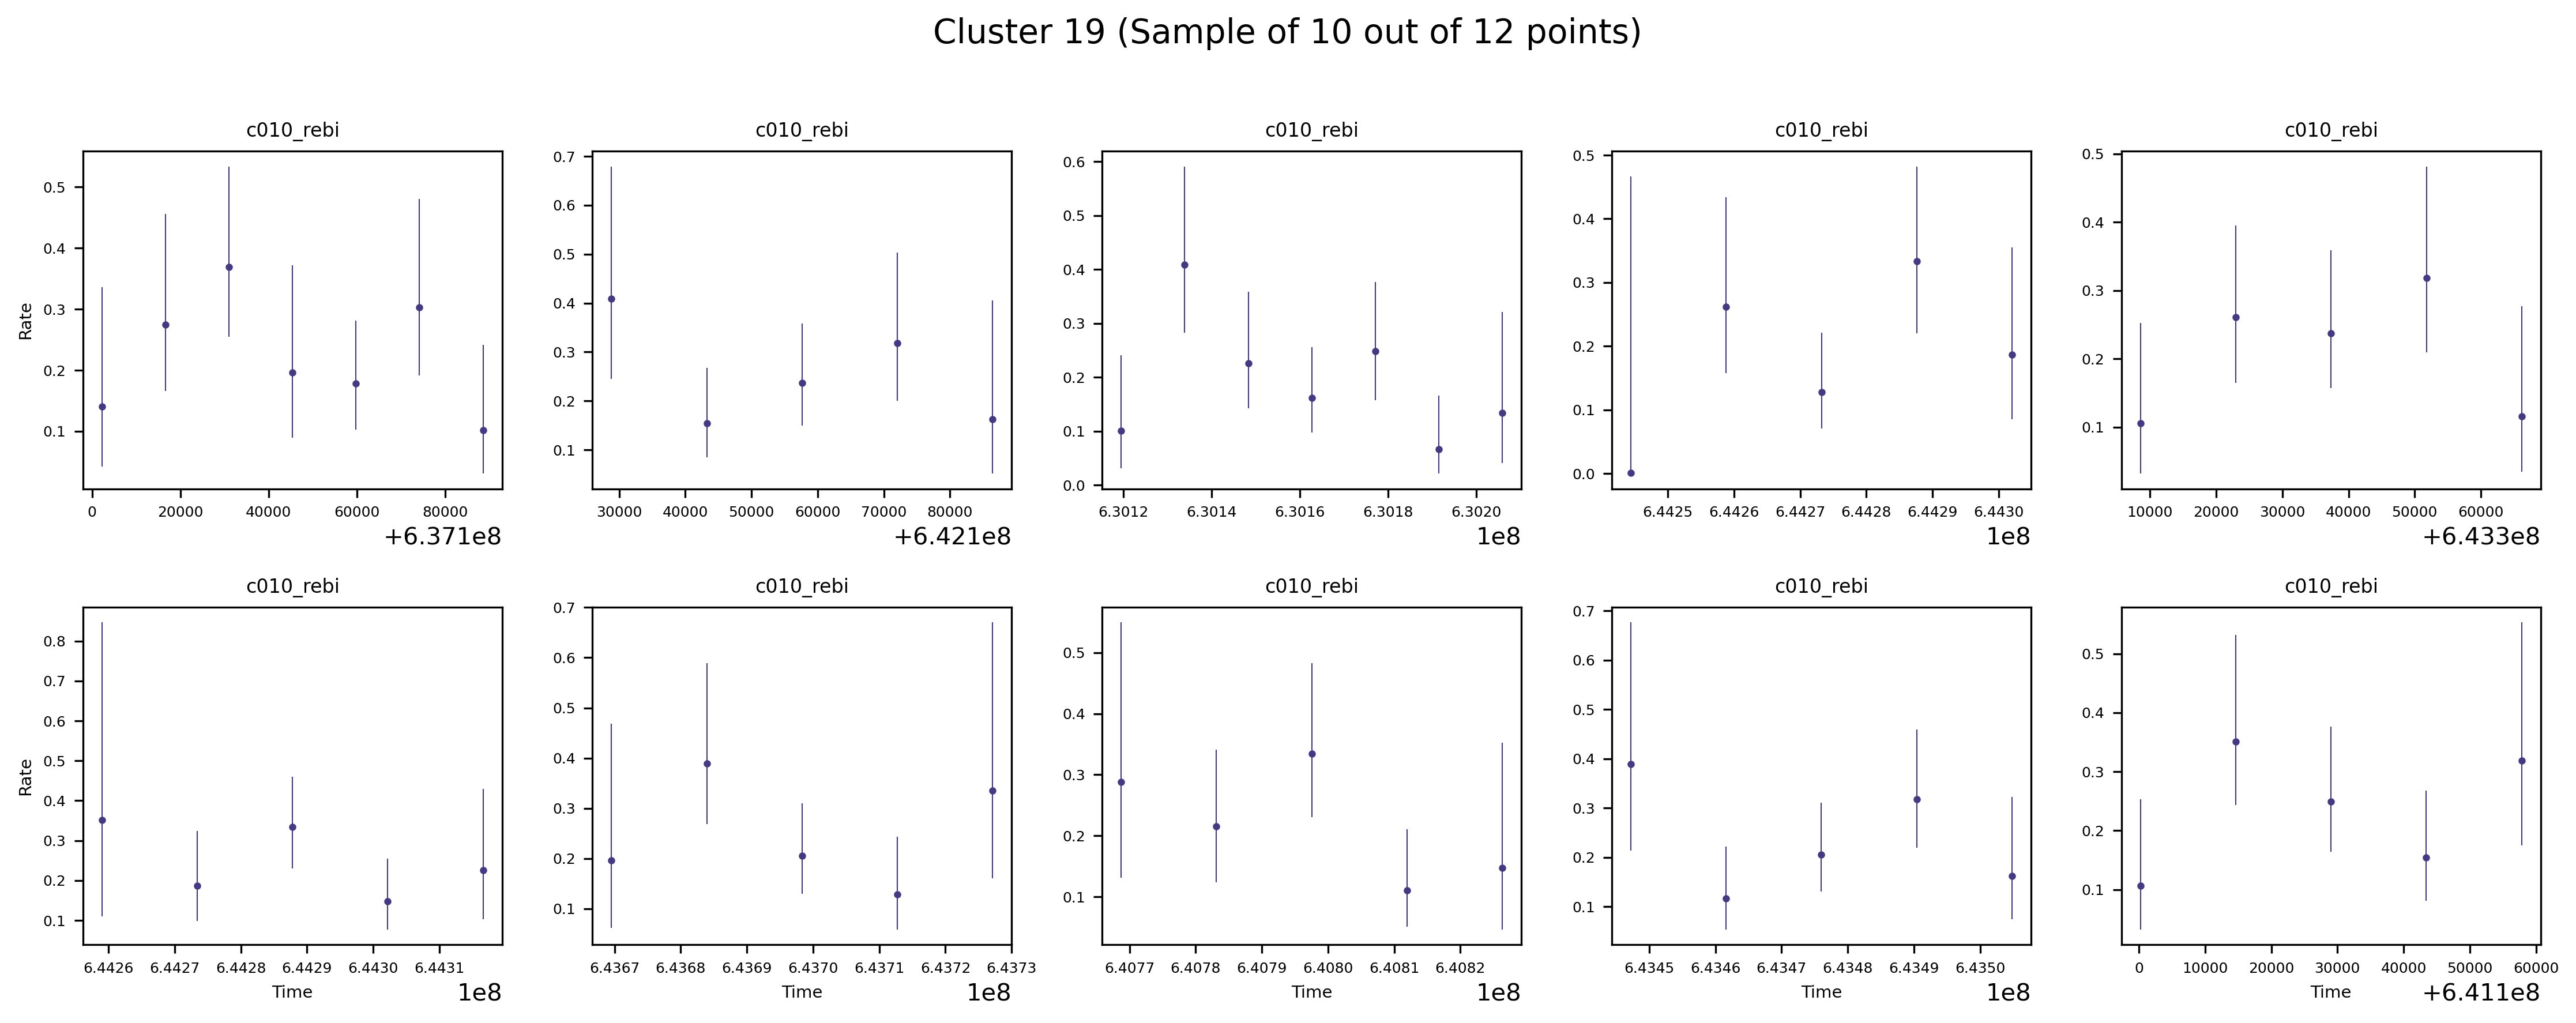 Cluster 19 (Sample of 10 out of 12 points)
c010_rebi c010_rebi c010_rebi c010_rebi c010_rebi
Rate
0.5 0.4 0.3 0.2 0.1
0 20000 40000 60000 80000
+6.371e8
0.7 0.6 0.5 0.4 0.3 0.2 0.1
30000 40000 50000 60000 70000 80000
+6.421e8
0.6 0.5 0.4 0.3 0.2 0.1 0.0
6.3012 6.3014 6.3016 6.3018 6.3020
1e8
0.5 0.4 0.3 0.2 0.1 0.0
6.4425 6.4426 6.4427 6.4428 6.4429 6.4430
1e8
0.5 0.4 0.3 0.2 0.1
10000 20000 30000 40000 50000 60000
+6.433e8
c010_rebi c010_rebi c010_rebi c010_rebi c010_rebi
Rate
0.8 0.7 0.6 0.5 0.4 0.3 0.2 0.1
6.4426 6.4427 6.4428 6.4429 6.4430 6.4431
Time 1e8
0.7 0.6 0.5 0.4 0.3 0.2 0.1
6.4367 6.4368 6.4369 6.4370 6.4371 6.4372 6.4373
Time 1e8
0.5 0.4 0.3 0.2 0.1
6.4077 6.4078 6.4079 6.4080 6.4081 6.4082
Time 1e8
0.7 0.6 0.5 0.4 0.3 0.2 0.1
6.4345 6.4346 6.4347 6.4348 6.4349 6.4350
Time 1e8
0.5 0.4 0.3 0.2 0.1
0 10000 20000 30000 40000 50000 60000
Time +6.411e8